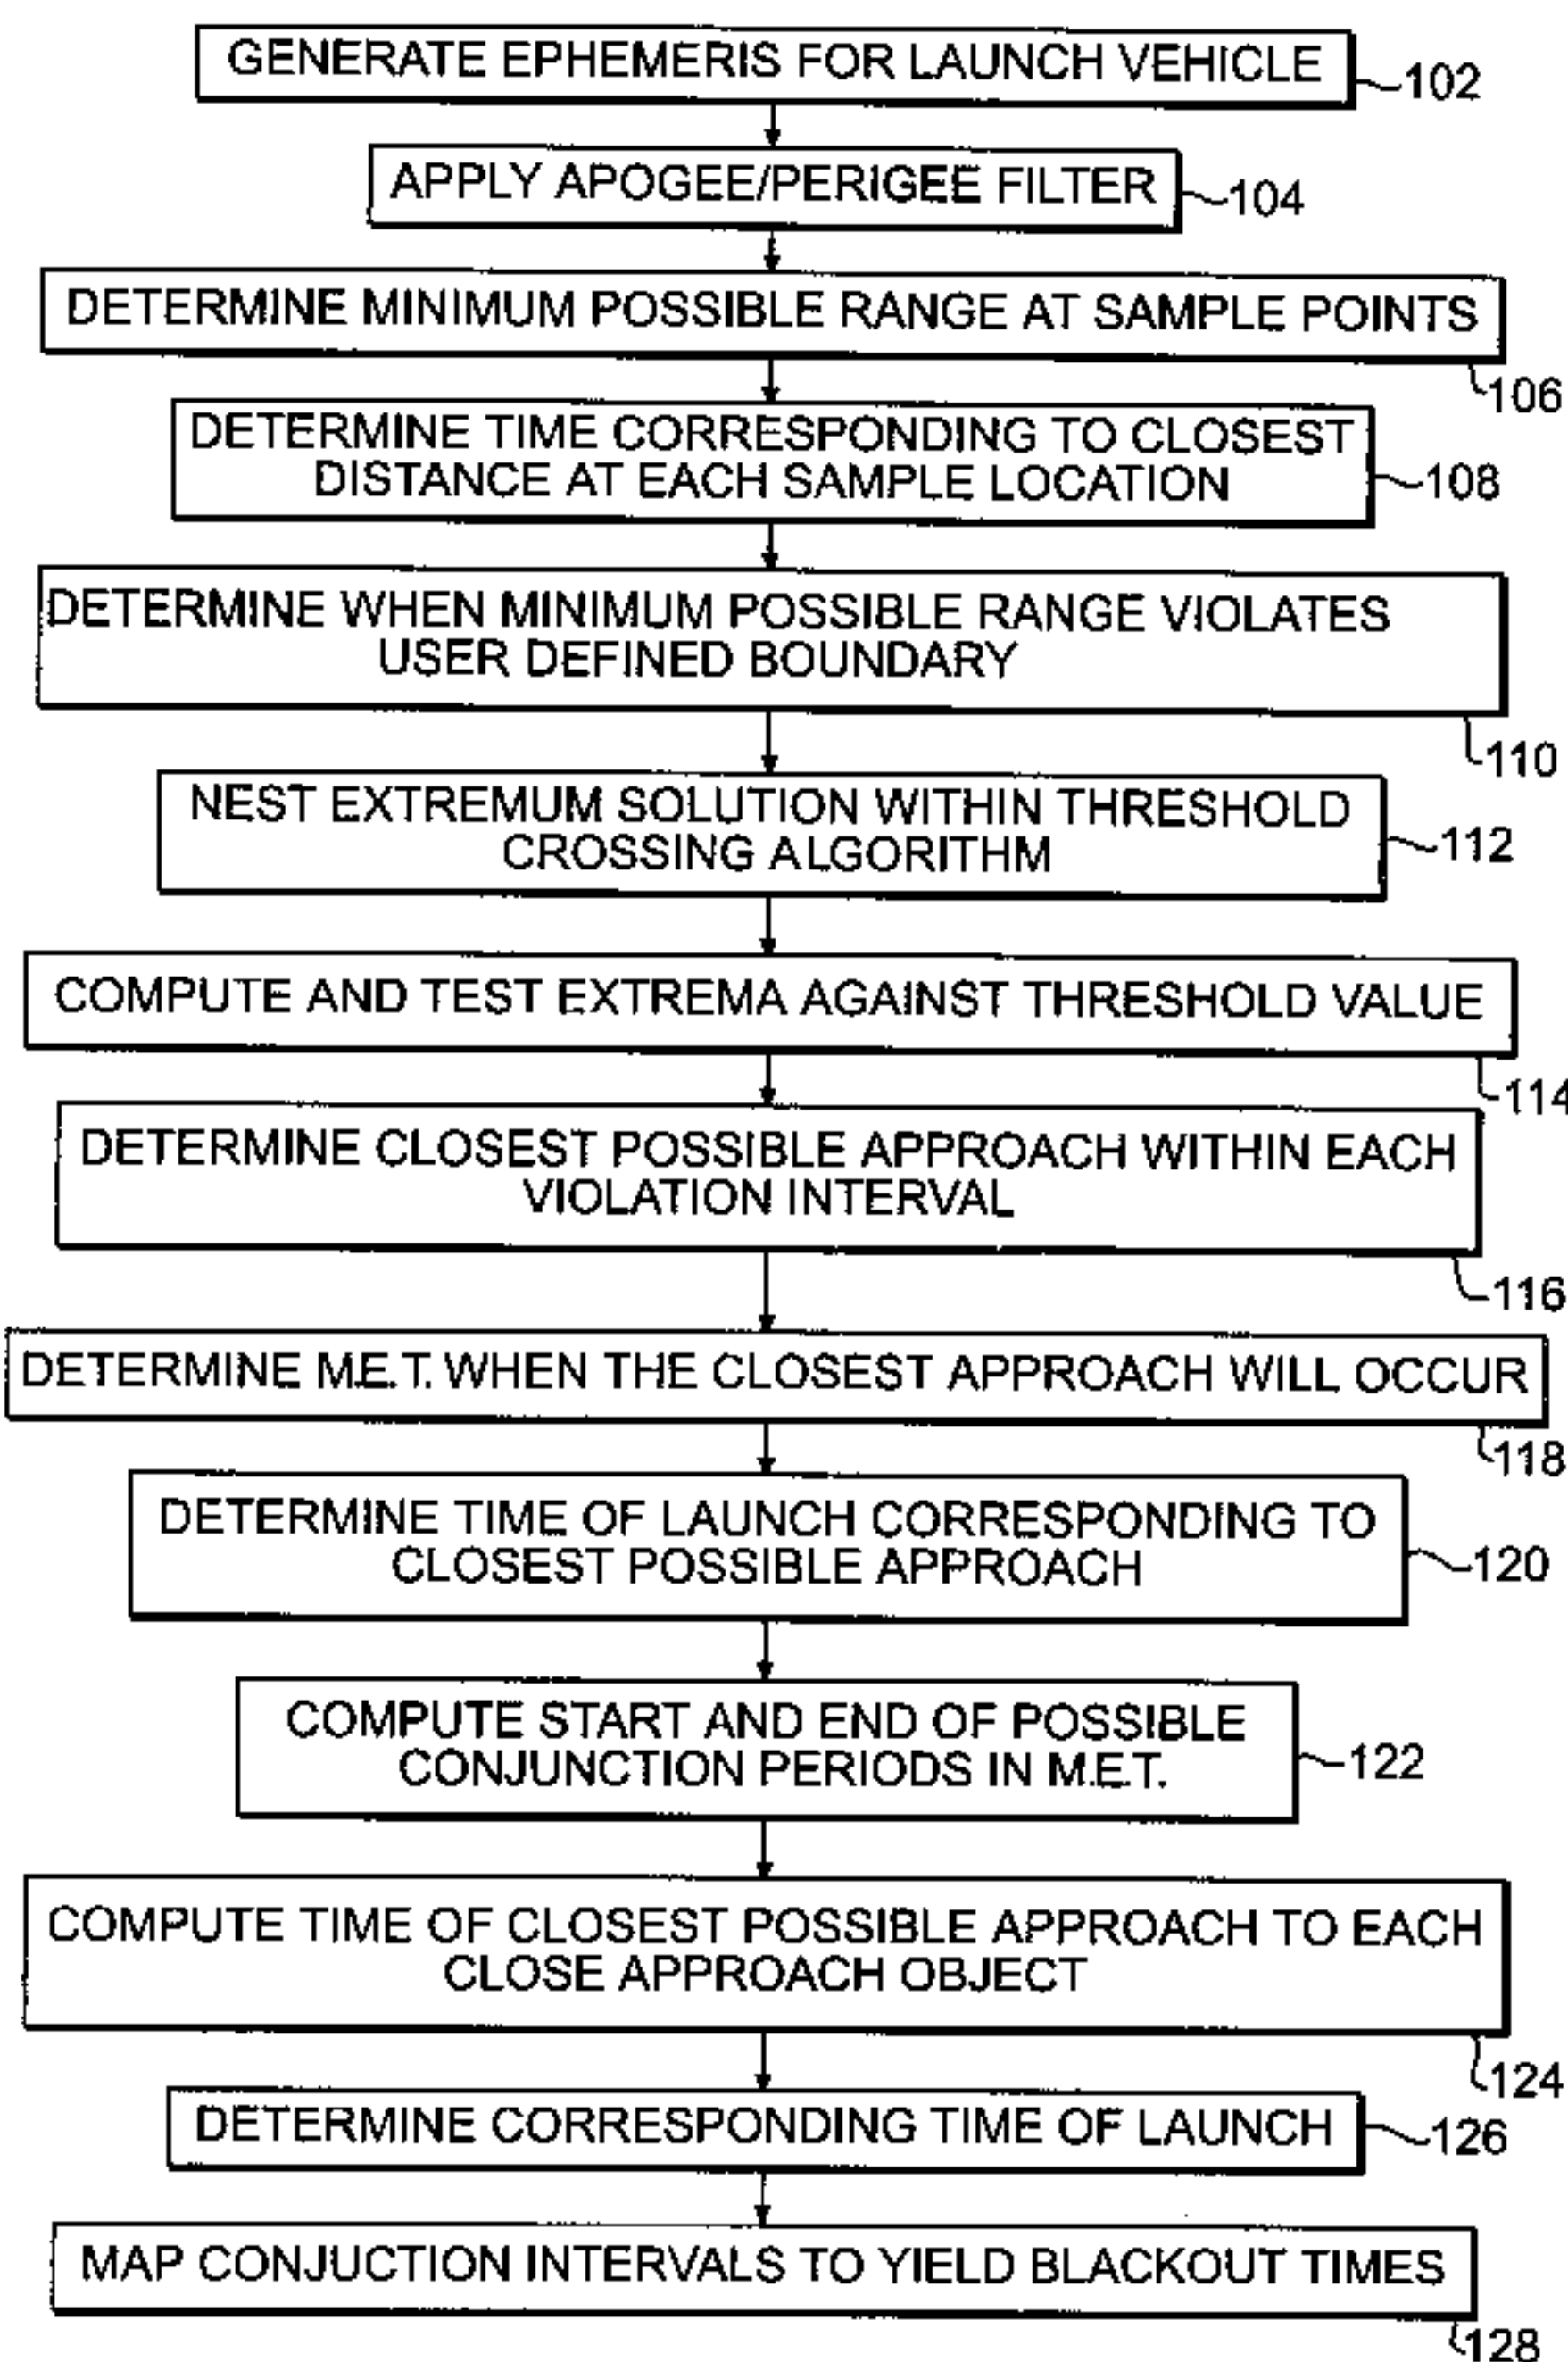 GENERATE EPHEMERIS FOR LAUNCH VEHICLE
102
APPLY APOGEE/PERIGEE FILTER
104
DETERMINE MINIMUM POSSIBLE RANGE AT SAMPLE POINTS
106
DETERMINE TIME CORRESPONDING TO CLOSEST
DISTANCE AT EACH SAMPLE LOCATION
108
DETERMINE WHEN MINIMUM POSSIBLE RANGE VIOLATES
USER DEFINED BOUNDARY
110
NEST EXTREMUM SOLUTION WITHIN THRESHOLD
CROSSING ALGORITHM
112
COMPUTE AND TEST EXTREMA AGAINST THRESHOLD VALUE
114
DETERMINE CLOSEST POSSIBLE APPROACH WITHIN EACH
VIOLATION INTERVAL
116
DETERMINE M.E.T. WHEN THE CLOSEST APPROACH WILL OCCUR
118
DETERMINE TIME OF LAUNCH CORRESPONDING TO
CLOSEST POSSIBLE APPROACH
120
COMPUTE START AND END OF POSSIBLE
CONJUNCTION PERIODS IN M.E.T.
122
COMPUTE TIME OF CLOSEST POSSIBLE APPROACH TO EACH
CLOSE APPROACH OBJECT
124
DETERMINE CORRESPONDING TIME OF LAUNCH
126
MAP CONJUCTION INTERVALS TO YIELD BLACKOUT TIMES
128